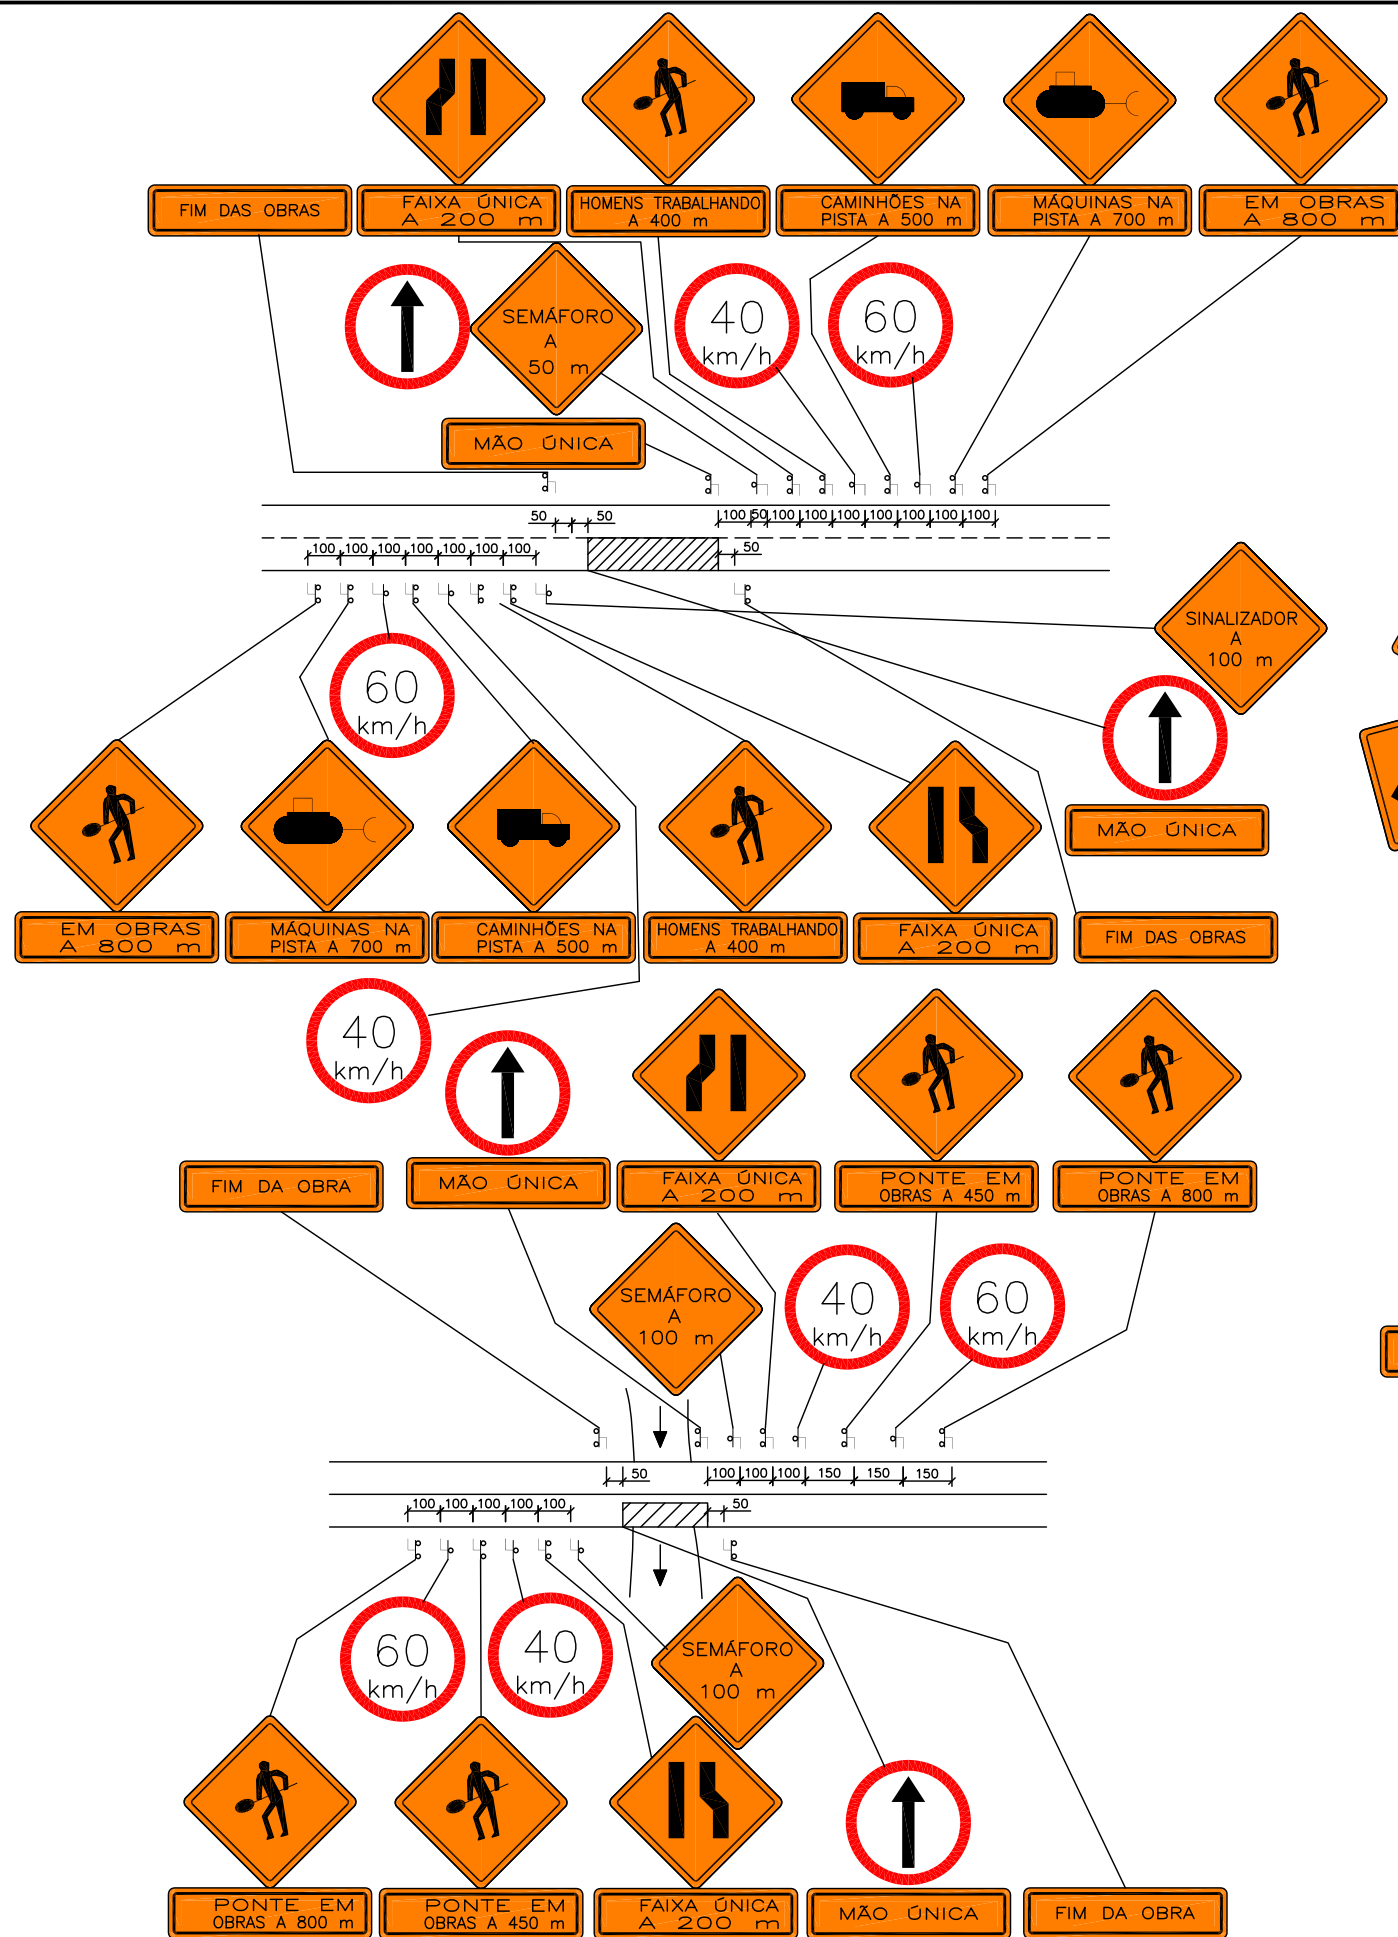 FIM DAS OBRAS
FAIXA ÚNICA
A 200 m
HOMENS TRABALHANDO
A 400 m
CAMINHÕES NA
PISTA A 500 m
MÁQUINAS NA
PISTA A 700 m
EM OBRAS
A 800 m
SEMÁFORO
A
50 m
40
km/h
60
km/h
MÃO ÚNICA
50
50
100
50
100
100
100
100
100
100
100
100
100
100
100
100
100
100
50
SINALIZADOR
A
100 m
60
km/h
MÃO ÚNICA
EM OBRAS
A 800 m
MÁQUINAS NA
PISTA A 700 m
CAMINHÕES NA
PISTA A 500 m
HOMENS TRABALHANDO
A 400 m
FAIXA ÚNICA
A 200 m
FIM DAS OBRAS
40
km/h
FIM DA OBRA
MÃO ÚNICA
FAIXA ÚNICA
A 200 m
PONTE EM
OBRAS A 450 m
PONTE EM
OBRAS A 800 m
SEMÁFORO
A
100 m
40
km/h
60
km/h
50
100
100
100
150
150
150
100
100
100
100
100
50
60
km/h
40
km/h
SEMÁFORO
A
100 m
PONTE EM
OBRAS A 800 m
PONTE EM
OBRAS A 450 m
FAIXA ÚNICA
A 200 m
MÃO ÚNICA
FIM DA OBRA